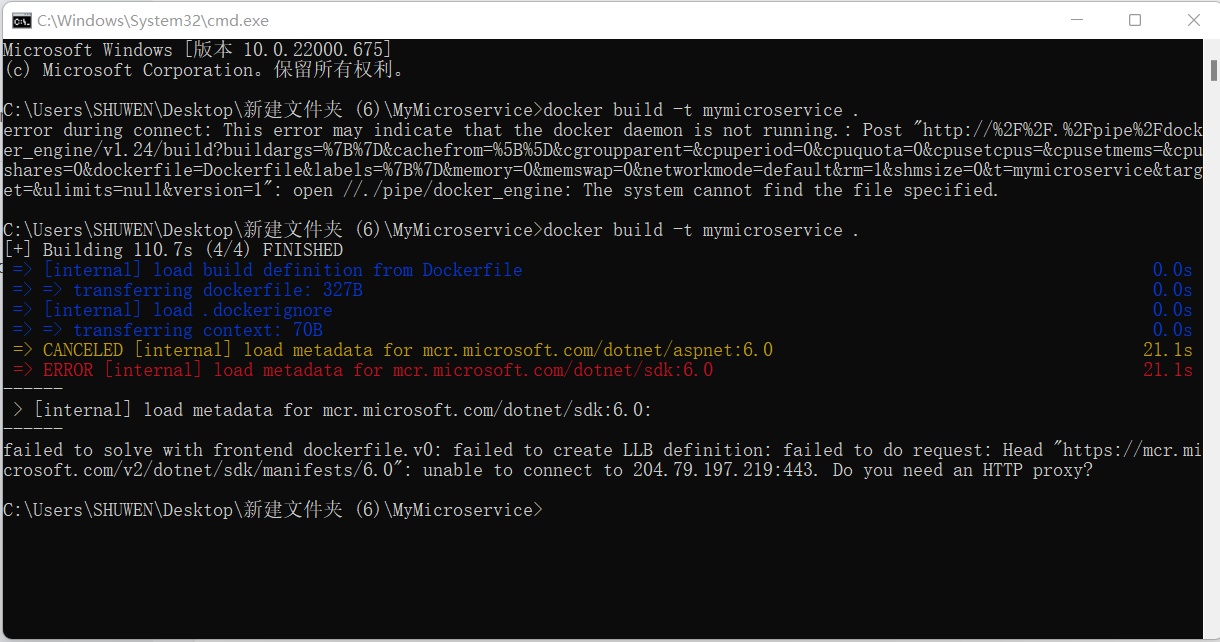 C:\Windows\System32\cmd.exe
Microsoft Windows [版本 10.0.22000.675]
(c) Microsoft Corporation。保留所有权利。
C:\Users\SHUWEN\Desktop\新建文件夹 (6)\MyMicroservice>docker build -t mymicroservice .
error during connect: This error may indicate that the docker daemon is not running.: Post "http://%2F%2F.%2Fpipe%2Fdock
er_engine/v1.24/build?buildargs=%7B%7D&cachefrom=%5B%5D&cgroupparent=&cpuperiod=0&cpuquota=0&cpusetcpus=&cpusetmems=&cpu
shares=0&dockerfile=Dockerfile&labels=%7B%7D&memory=0&memswap=0&networkmode=default&rm=1&shmsize=0&t=mymicroservice&targ
et=&ulimits=null&version=1": open //./pipe/docker_engine: The system cannot find the file specified.
C:\Users\SHUWEN\Desktop\新建文件夹 (6)\MyMicroservice>docker build -t mymicroservice .
[+] Building 110.7s (4/4) FINISHED
=> [internal] load build definition from Dockerfile 0.0s
=> => transferring dockerfile: 327B 0.0s
=> [internal] load .dockerignore 0.0s
=> => transferring context: 70B 0.0s
=> CANCELED [internal] load metadata for mcr.microsoft.com/dotnet/aspnet:6.0 21.1s
=> ERROR [internal] load metadata for mcr.microsoft.com/dotnet/sdk:6.0 21.1s
------
> [internal] load metadata for mcr.microsoft.com/dotnet/sdk:6.0:
------
failed to solve with frontend dockerfile.v0: failed to create LLB definition: failed to do request: Head "https://mcr.mi
crosoft.com/v2/dotnet/sdk/manifests/6.0": unable to connect to 204.79.197.219:443. Do you need an HTTP proxy?
C:\Users\SHUWEN\Desktop\新建文件夹 (6)\MyMicroservice>